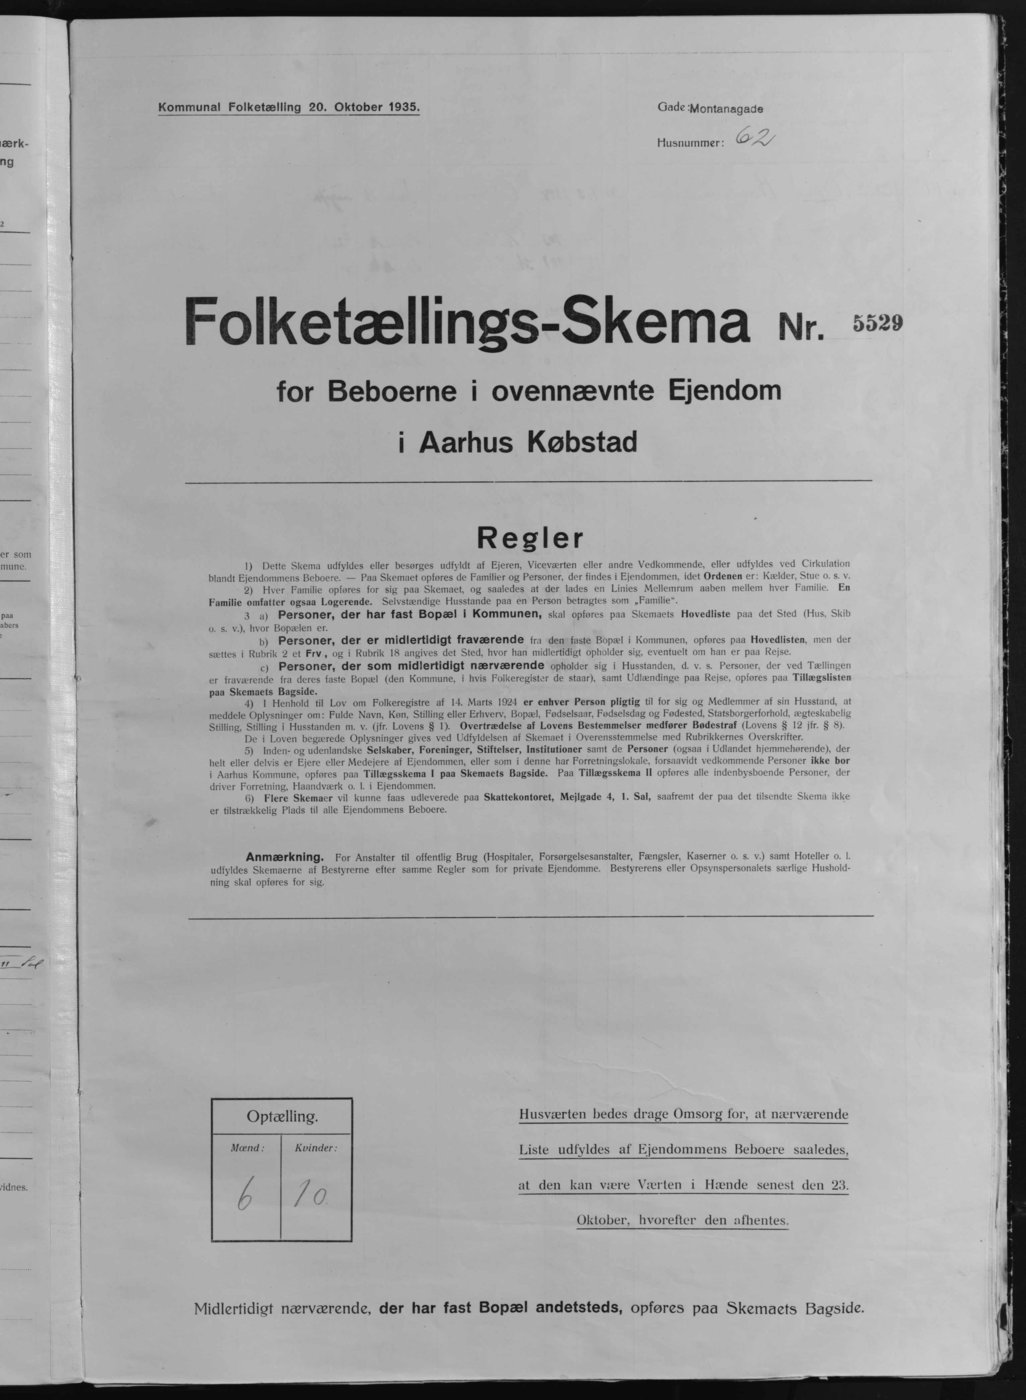 Kommunal Folketælling 20. Oktober 1935.
Gade: Montanagade
Husnummer: 62
Folketællings-Skema Nr. 5529
for Beboerne i ovennævnte Ejendom
i Aarhus Købstad
Regler
1) Dette Skema udfyldes eller besørges udfyldt af Ejeren, Viceværten eller andre Vedkommende, eller udfyldes ved Cirkulation
blandt Ejendommens Beboere. — Paa Skemaet opføres de Familier og Personer, der findes i Ejendommen, idet Ordenen er: Kælder, Stue o. s. v.
2) Hver Familie opføres for sig paa Skemaet, og saaledes at der lades en Linies Mellemrum aaben mellem hver Familie. En
Familie omfatter ogsaa Logerende. Selvstændige Husstande paa en Person betragtes som „Familie“.
3 a) Personer, der har fast Bopæl i Kommunen, skal opføres paa Skemaets Hovedliste paa det Sted (Hus, Skib
o. s. v.), hvor Bopælen er.
b) Personer, der er midlertidigt fraværende fra den faste Bopæl i Kommunen, opføres paa Hovedlisten, men der
sættes i Rubrik 2 et Frv., og i Rubrik 18 angives det Sted, hvor han midlertidigt opholder sig, eventuelt om han er paa Rejse.
c) Personer, der som midlertidigt nærværende opholder sig i Husstanden, d. v. s. Personer, der ved Tællingen
er fraværende fra deres faste Bopæl (den Kommune, i hvis Folkeregister de staar), samt Udlændinge paa Rejse, opføres paa Tillægslisten
paa Skemaets Bagside.
4) I Henhold til Lov om Folkeregistre af 14. Marts 1924 er enhver Person pligtig til for sig og Medlemmer af sin Husstand, at
meddele Oplysninger om: Fulde Navn, Køn, Stilling eller Erhverv, Bopæl, Fødselsaar, Fødselsdag og Fødested, Statsborgerforhold, ægteskabelig
Stilling, Stilling i Husstanden m. v. (jfr. Lovens § 1). Overtrædelse af Lovens Bestemmelser medfører Bødestraf (Lovens § 12 jfr. § 8).
De i Loven begærede Oplysninger gives ved Udfyldelsen af Skemaet i Overensstemmelse med Rubrikkernes Overskrifter.
5) Inden- og udenlandske Selskaber, Foreninger, Stiftelser, Institutioner samt de Personer (ogsaa i Udlandet hjemmehørende), der
helt eller delvis er Ejere eller Medejere af Ejendommen, eller som i denne har Forretningslokale, forsaavidt vedkommende Personer ikke bor
i Aarhus Kommune, opføres paa Tillægsskema I paa Skemaets Bagside. Paa Tillægsskema II opføres alle indenbysboende Personer, der
driver Forretning, Haandværk o. l. i Ejendommen.
6) Flere Skemaer vil kunne faas udleverede paa Skattekontoret, Mejlgade 4, 1. Sal, saafremt der paa det tilsendte Skema ikke
er tilstrækkelig Plads til alle Ejendommens Beboere.
Anmærkning. For Anstalter til offentlig Brug (Hospitaler, Forsørgelsesanstalter, Fængsler, Kaserner o. s. v.) samt Hoteller o. l.
udfyldes Skemaerne af Bestyrerne efter samme Regler som for private Ejendomme. Bestyrerens eller Opsynspersonalets særlige Hushold-
ning skal opføres for sig.
Optælling.
Mænd: Kvinder:
6 10
Husværten bedes drage Omsorg for, at nærværende
Liste udfyldes af Ejendommens Beboere saaledes,
at den kan være Værten i Hænde senest den 23.
Oktober, hvorefter den afhentes.
Midlertidigt nærværende, der har fast Bopæl andetsteds, opføres paa Skemaets Bagside.